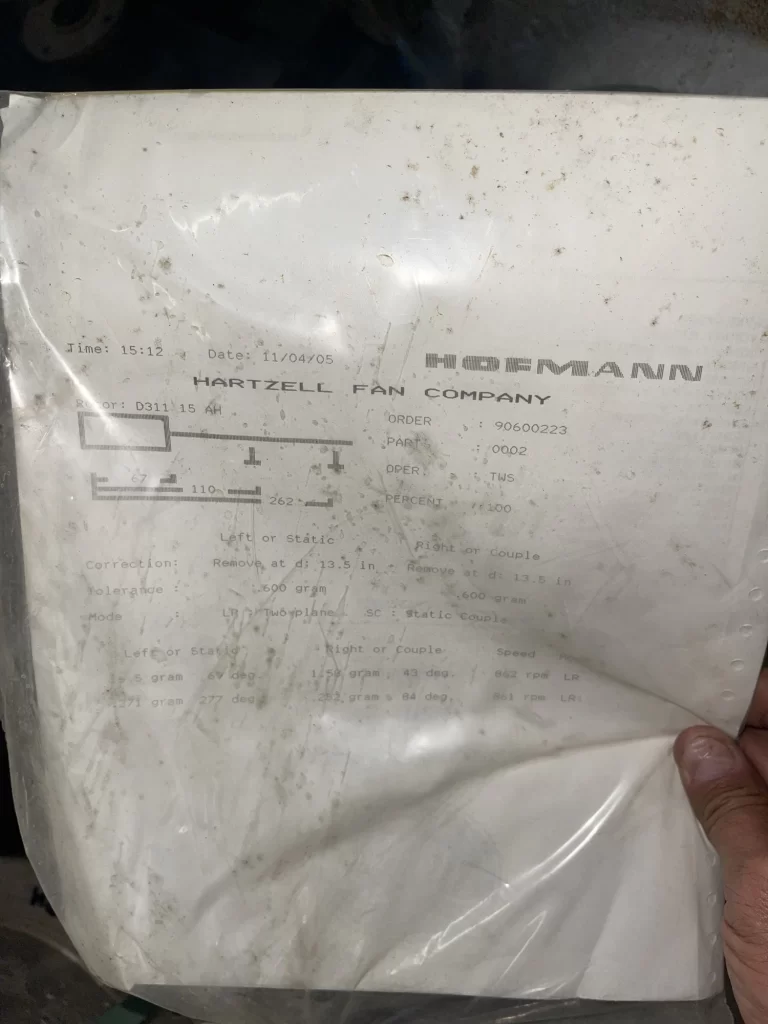 Time: 15:12 Date: 11/04/05 HOFMANN
HARTZELL FAN COMPANY
Rotor: D311 15 AH
ORDER : 90600223
PART : 0002
OPER. : TWS
PERCENT : 100
67
110
262
Left or Static Right or Couple
Correction: Remove at d: 13.5 in - Remove at d: 13.5 in
Tolerance : .600 gram .600 gram
Mode : LR : Two-plane SC : Static Couple
Left or Static Right or Couple Speed
5 gram 69 deg. gram 43 deg. 862 rpm LR
.271 gram 277 deg. gram 84 deg. 861 rpm LR